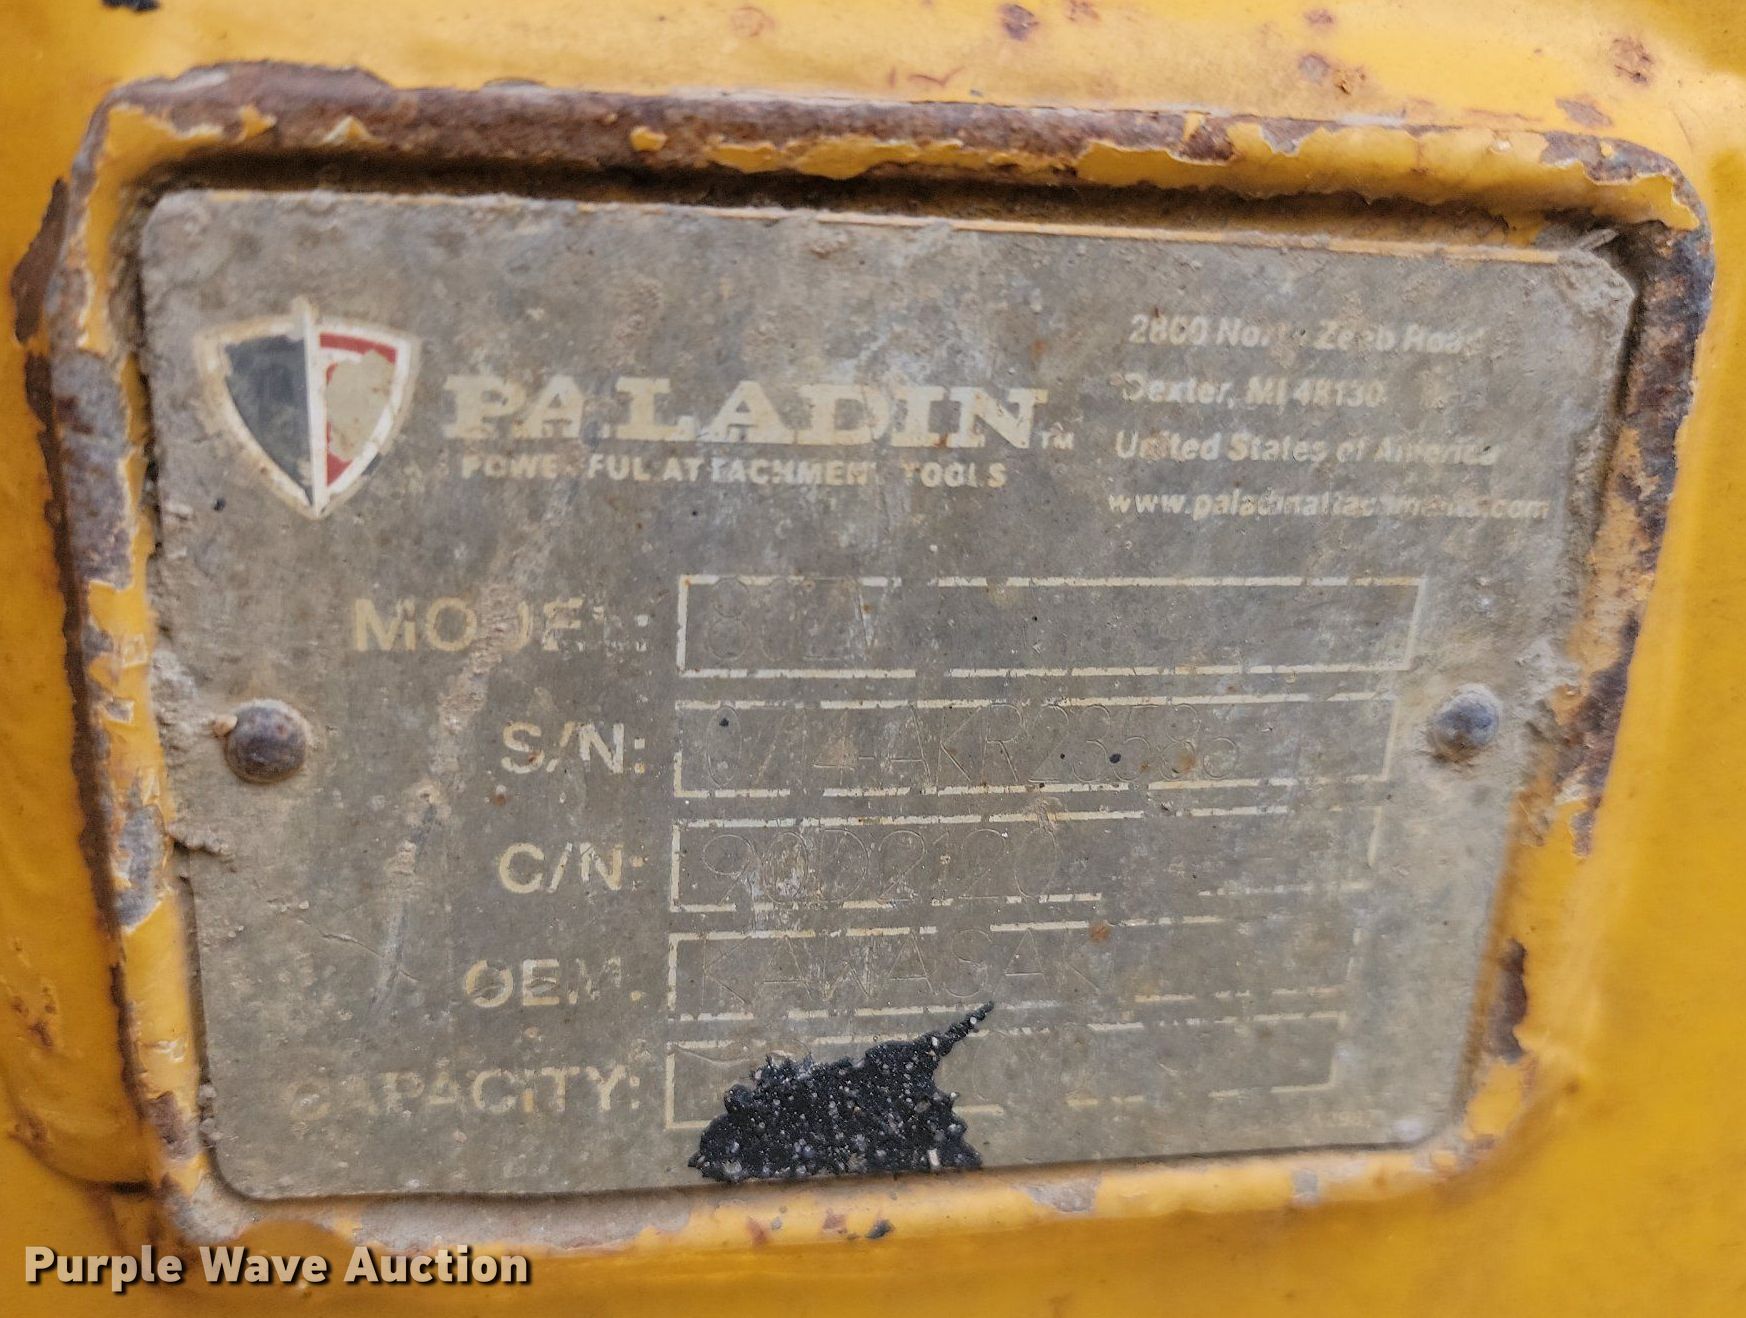 PALADIN™
POWERFUL ATTACHMENT TOOLS
2800 North Zeeb Road
Dexter, MI 48130
United States of America
www.paladinattachments.com
MODEL:
S/N:
C/N: 90D2120
OEM: KAWASAKI
CAPACITY:
Purple Wave Auction